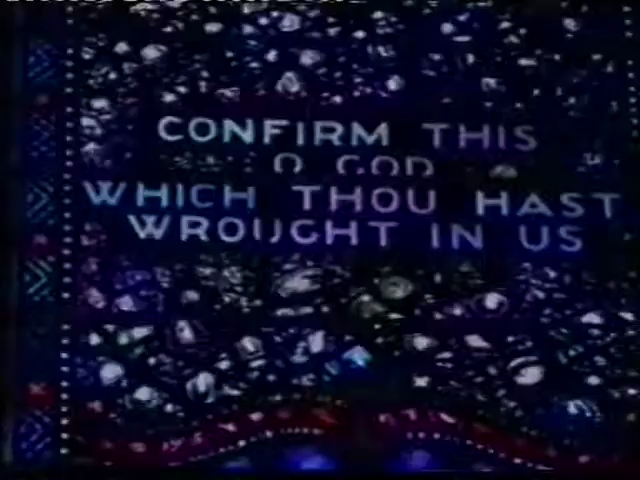 CONFIRM THIS
O GOD
WHICH THOU HAST
WROUGHT IN US